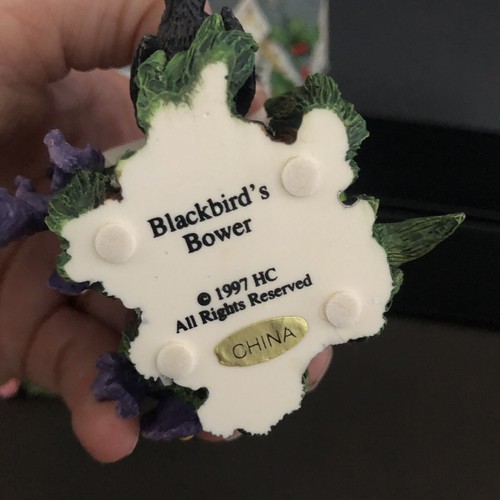 Blackbird's
Bower
© 1997 HC
All Rights Reserved
CHINA